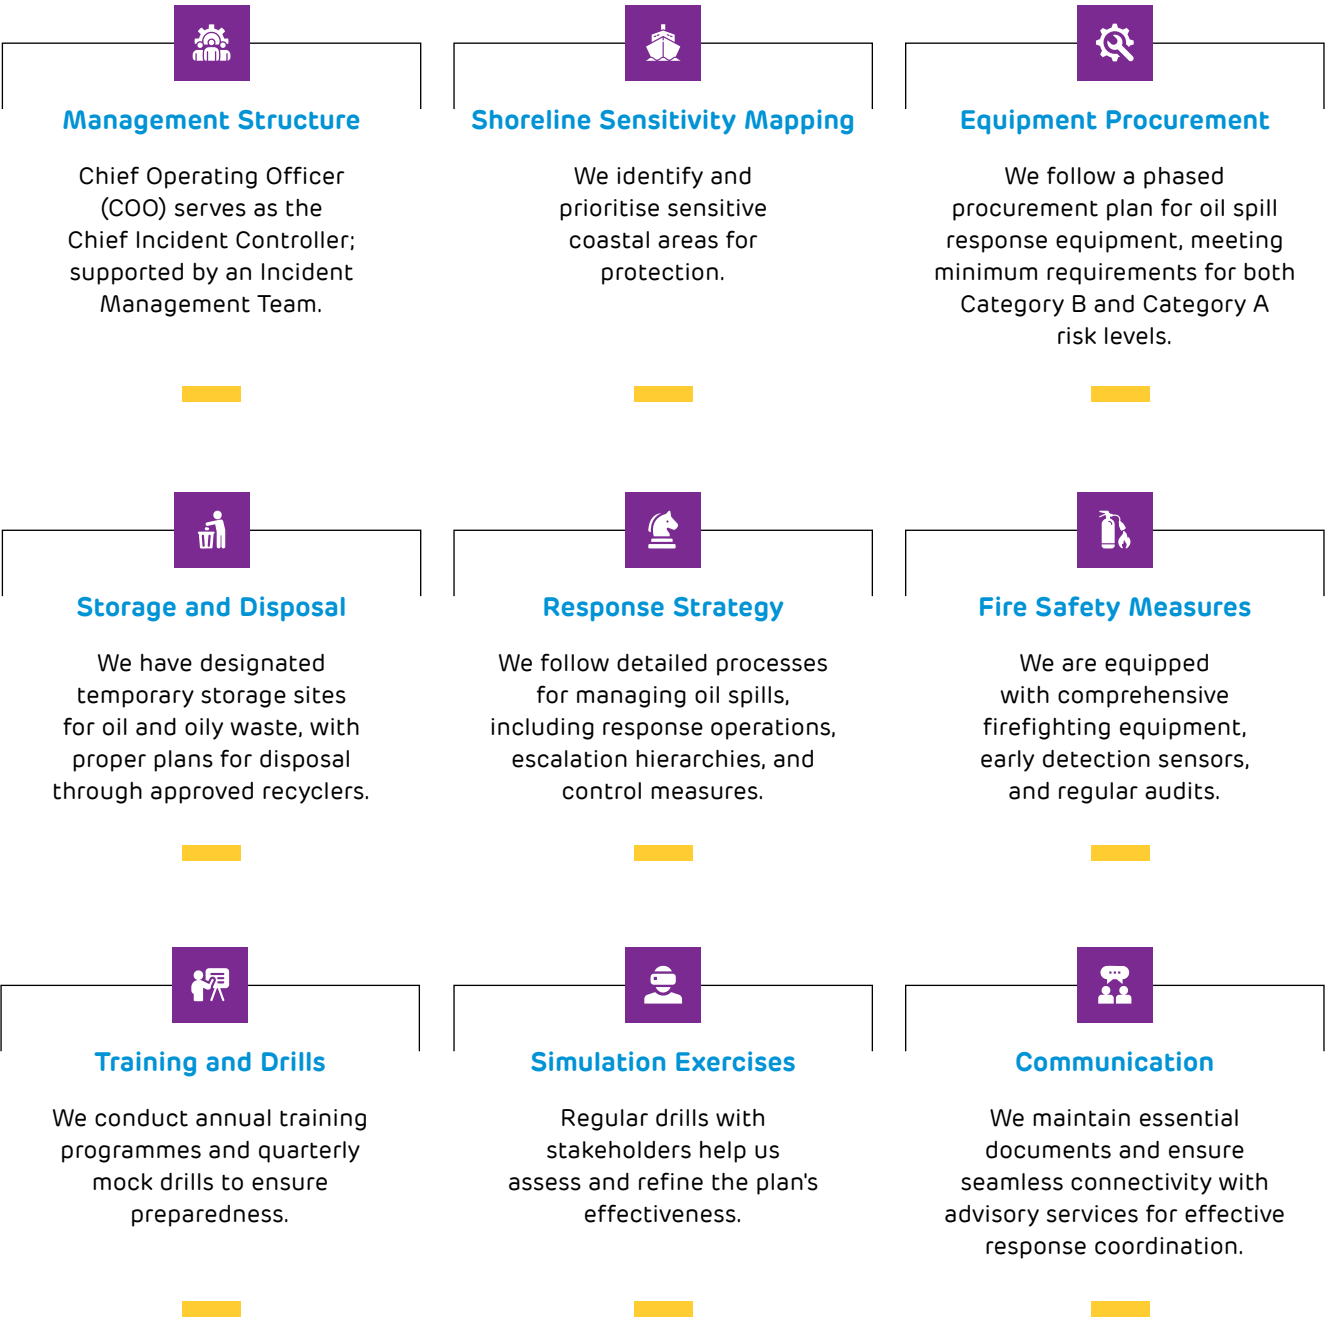 Management Structure
Chief Operating Officer
(COO) serves as the
Chief Incident Controller;
supported by an Incident
Management Team.
Shoreline Sensitivity Mapping
We identify and
prioritise sensitive
coastal areas for
protection.
Equipment Procurement
We follow a phased
procurement plan for oil spill
response equipment, meeting
minimum requirements for both
Category B and Category A
risk levels.
Storage and Disposal
We have designated
temporary storage sites
for oil and oily waste, with
proper plans for disposal
through approved recyclers.
Response Strategy
We follow detailed processes
for managing oil spills,
including response operations,
escalation hierarchies, and
control measures.
Fire Safety Measures
We are equipped
with comprehensive
firefighting equipment,
early detection sensors,
and regular audits.
Training and Drills
We conduct annual training
programmes and quarterly
mock drills to ensure
preparedness.
Simulation Exercises
Regular drills with
stakeholders help us
assess and refine the plan's
effectiveness.
Communication
We maintain essential
documents and ensure
seamless connectivity with
advisory services for effective
response coordination.